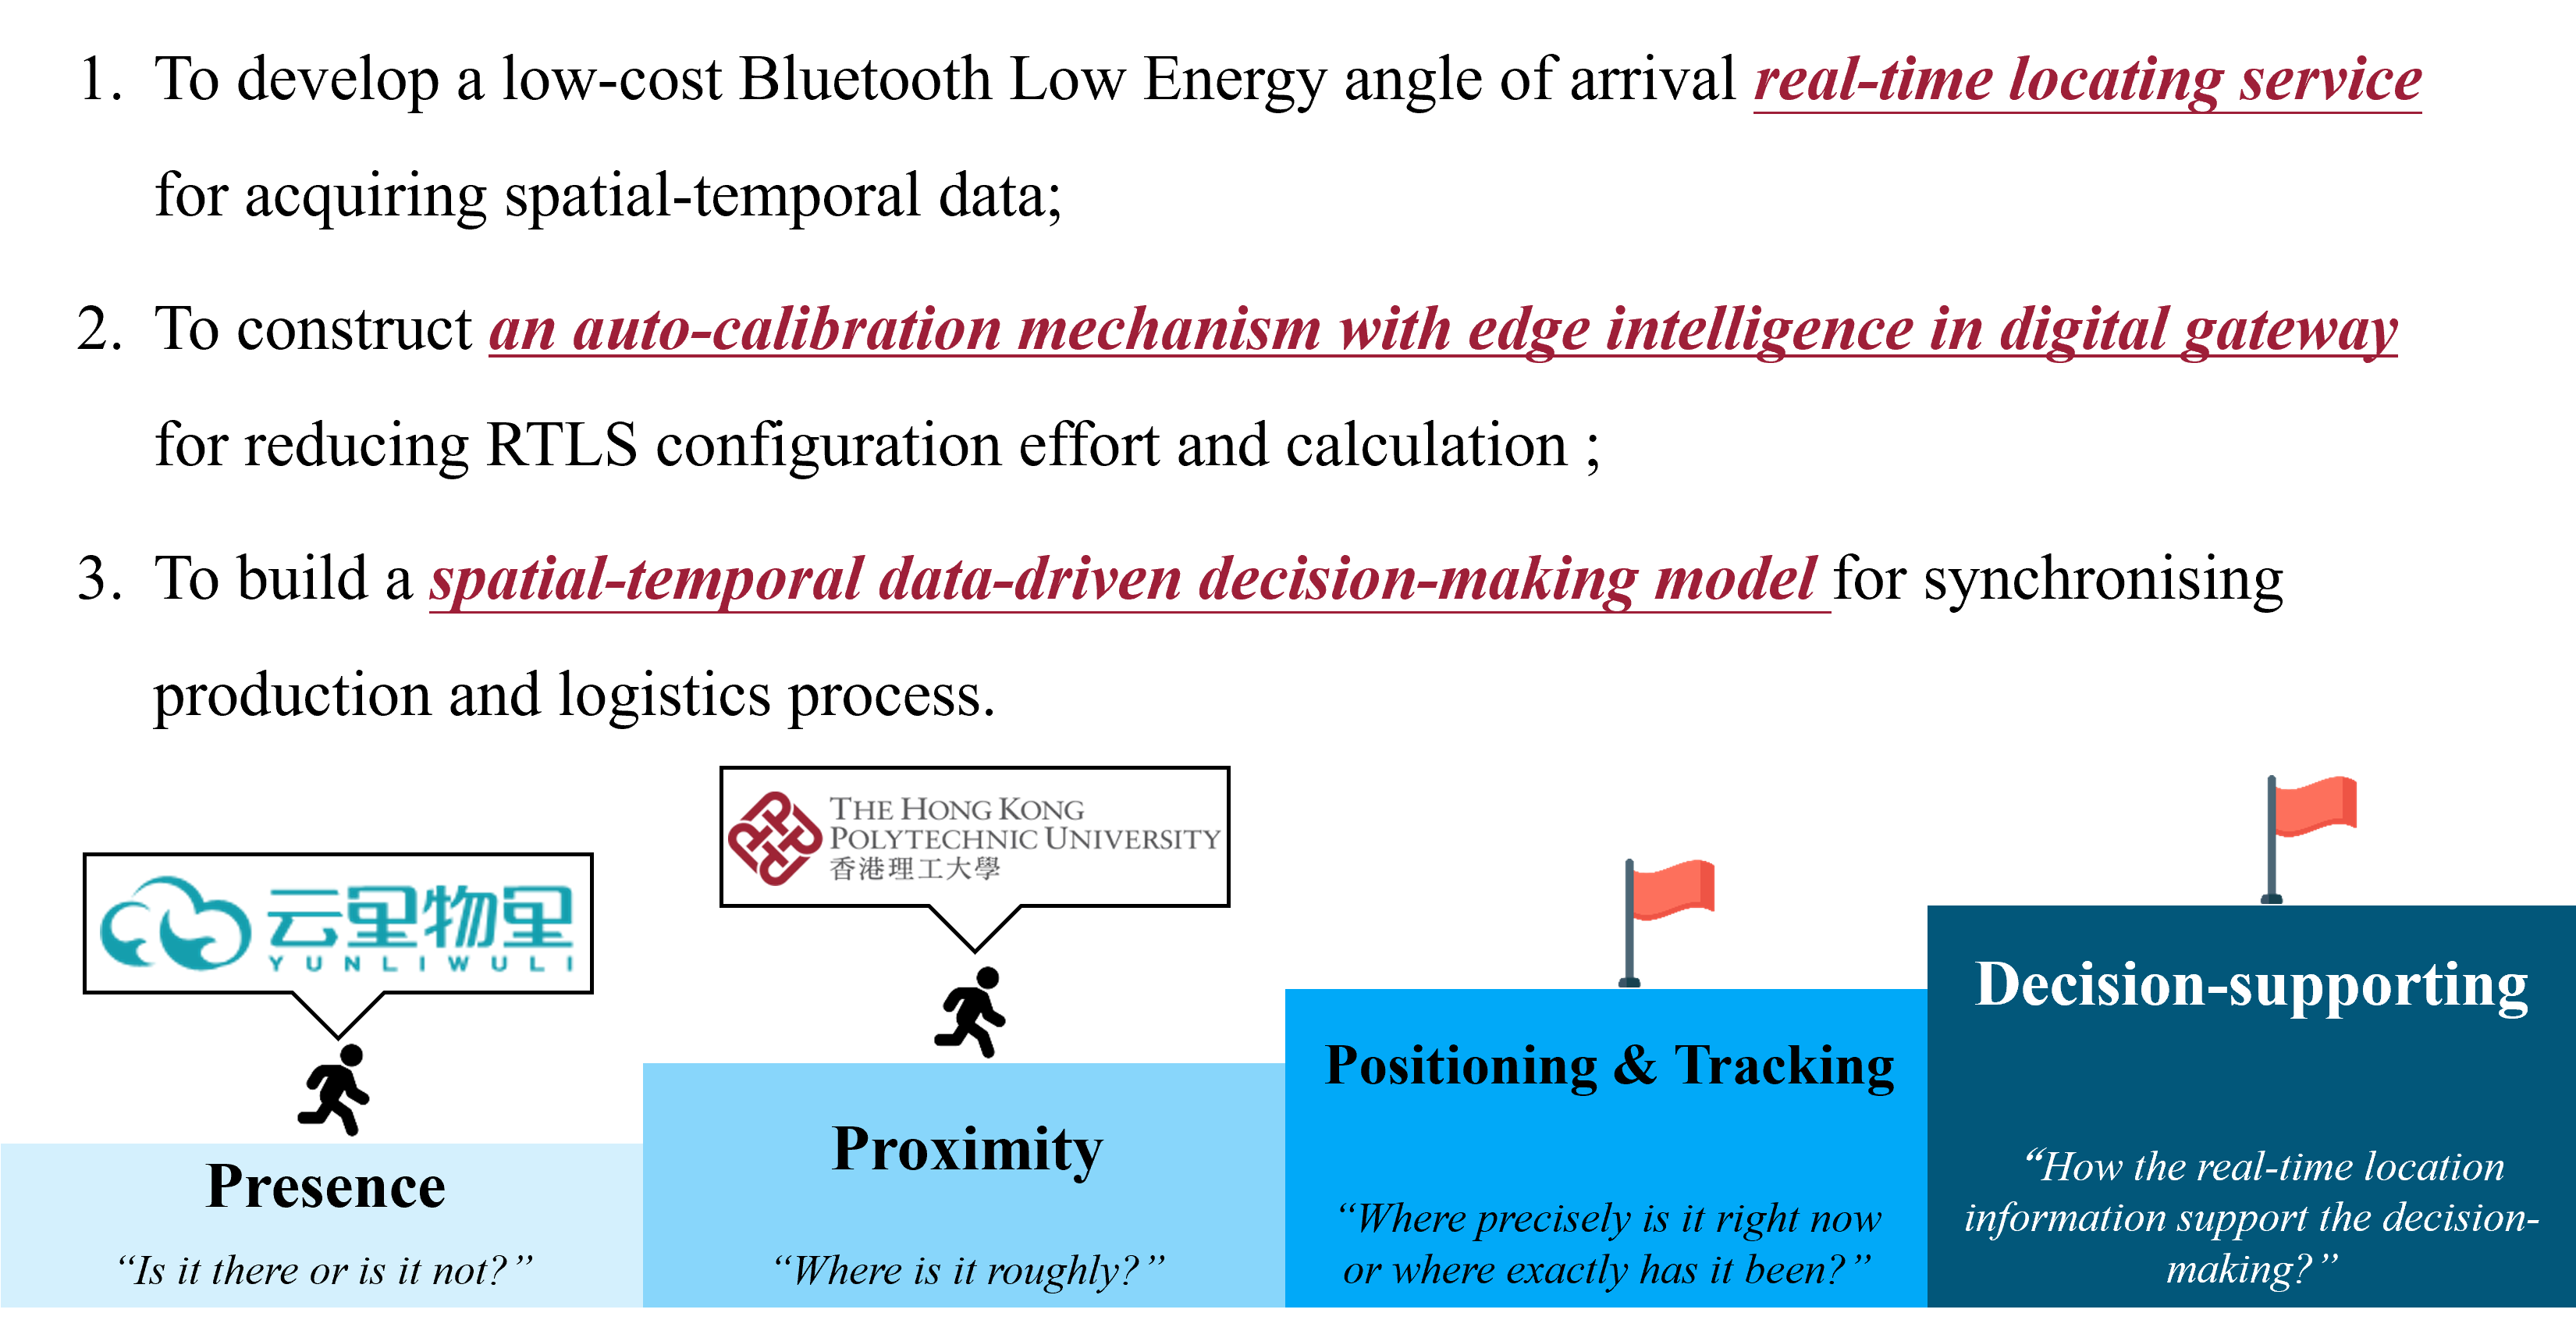 1. To develop a low-cost Bluetooth Low Energy angle of arrival real-time locating service
for acquiring spatial-temporal data;
2. To construct an auto-calibration mechanism with edge intelligence in digital gateway
for reducing RTLS configuration effort and calculation ;
3. To build a spatial-temporal data-driven decision-making model for synchronising
production and logistics process.
云里物里
YUNLIWULI
THE HONG KONG
POLYTECHNIC UNIVERSITY
香港理工大學
Presence
“Is it there or is it not?”
Proximity
“Where is it roughly?”
Positioning & Tracking
“Where precisely is it right now
or where exactly has it been?”
Decision-supporting
“How the real-time location
information support the decision-
making?”